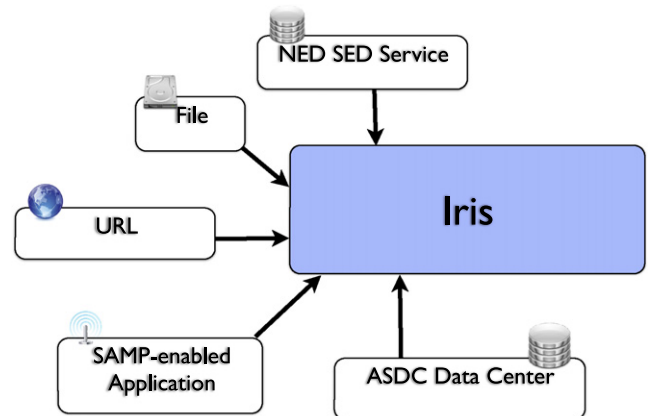 NED SED Service
File
Iris
URL
SAMP-enabled
Application
ASDC Data Center